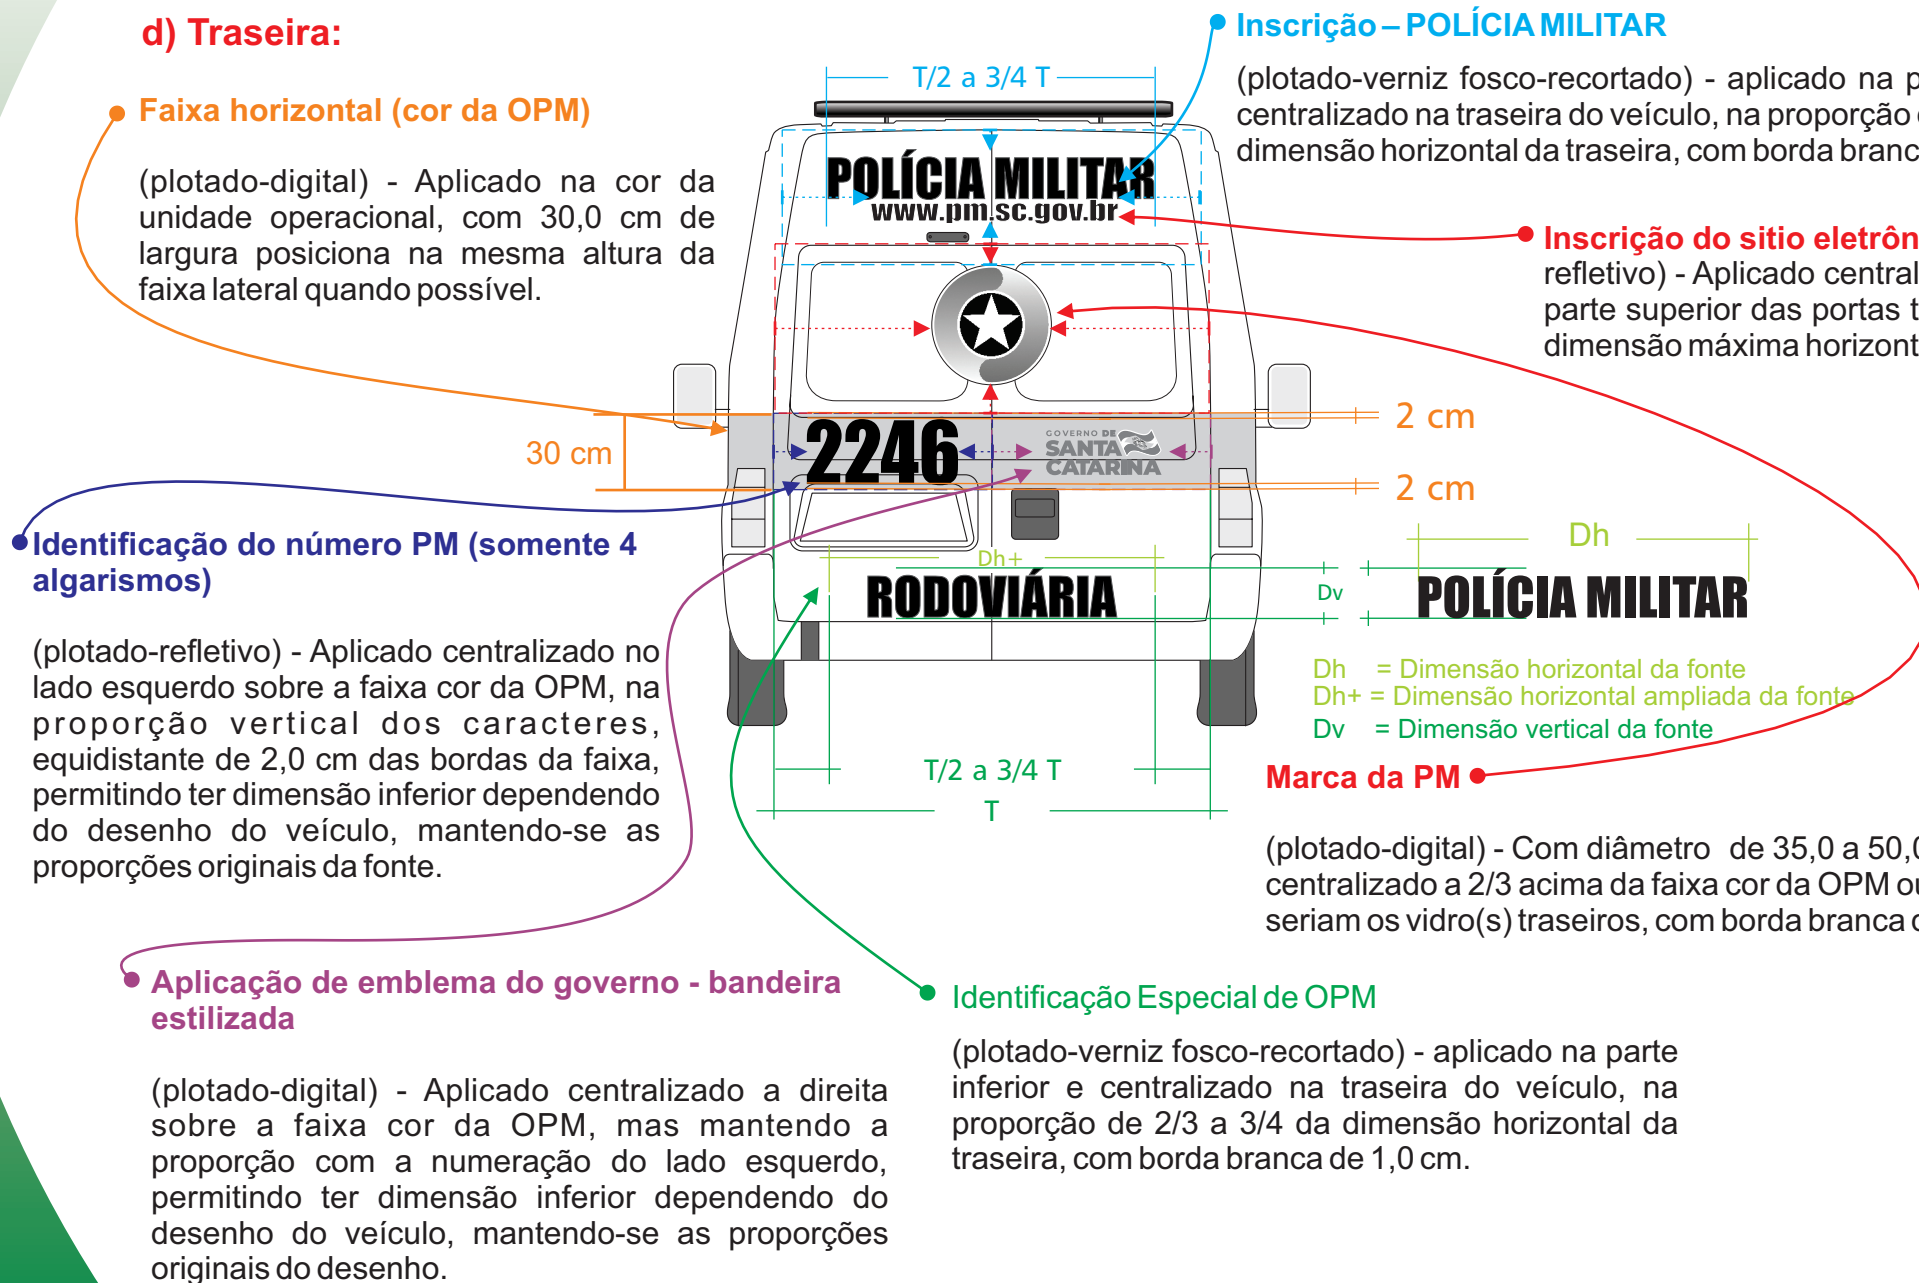 d) Traseira:
Faixa horizontal (cor da OPM)
(plotado-digital) - Aplicado na cor da
unidade operacional, com 30,0 cm de
largura posiciona na mesma altura da
faixa lateral quando possível.
Inscrição – POLÍCIA MILITAR
(plotado-verniz fosco-recortado) - aplicado na p
centralizado na traseira do veículo, na proporção
dimensão horizontal da traseira, com borda branc
Inscrição do sitio eletrôn
refletivo) - Aplicado central
parte superior das portas t
dimensão máxima horizont
T/2 a 3/4 T
POLÍCIA MILITAR
www.pm.sc.gov.br
30 cm
2246
GOVERNO DE
SANTA
CATARINA
2 cm
2 cm
Dh+
RODOVIÁRIA
Dv
Dh
POLÍCIA MILITAR
Dh = Dimensão horizontal da fonte
Dh+ = Dimensão horizontal ampliada da fonte
Dv = Dimensão vertical da fonte
T/2 a 3/4 T
T
Identificação do número PM (somente 4
algarismos)
(plotado-refletivo) - Aplicado centralizado no
lado esquerdo sobre a faixa cor da OPM, na
proporção vertical dos caracteres,
equidistante de 2,0 cm das bordas da faixa,
permitindo ter dimensão inferior dependendo
do desenho do veículo, mantendo-se as
proporções originais da fonte.
Marca da PM
(plotado-digital) - Com diâmetro de 35,0 a 50,0
centralizado a 2/3 acima da faixa cor da OPM ou
seriam os vidro(s) traseiros, com borda branca
Aplicação de emblema do governo - bandeira
estilizada
(plotado-digital) - Aplicado centralizado a direita
sobre a faixa cor da OPM, mas mantendo a
proporção com a numeração do lado esquerdo,
permitindo ter dimensão inferior dependendo do
desenho do veículo, mantendo-se as proporções
originais do desenho.
Identificação Especial de OPM
(plotado-verniz fosco-recortado) - aplicado na parte
inferior e centralizado na traseira do veículo, na
proporção de 2/3 a 3/4 da dimensão horizontal da
traseira, com borda branca de 1,0 cm.